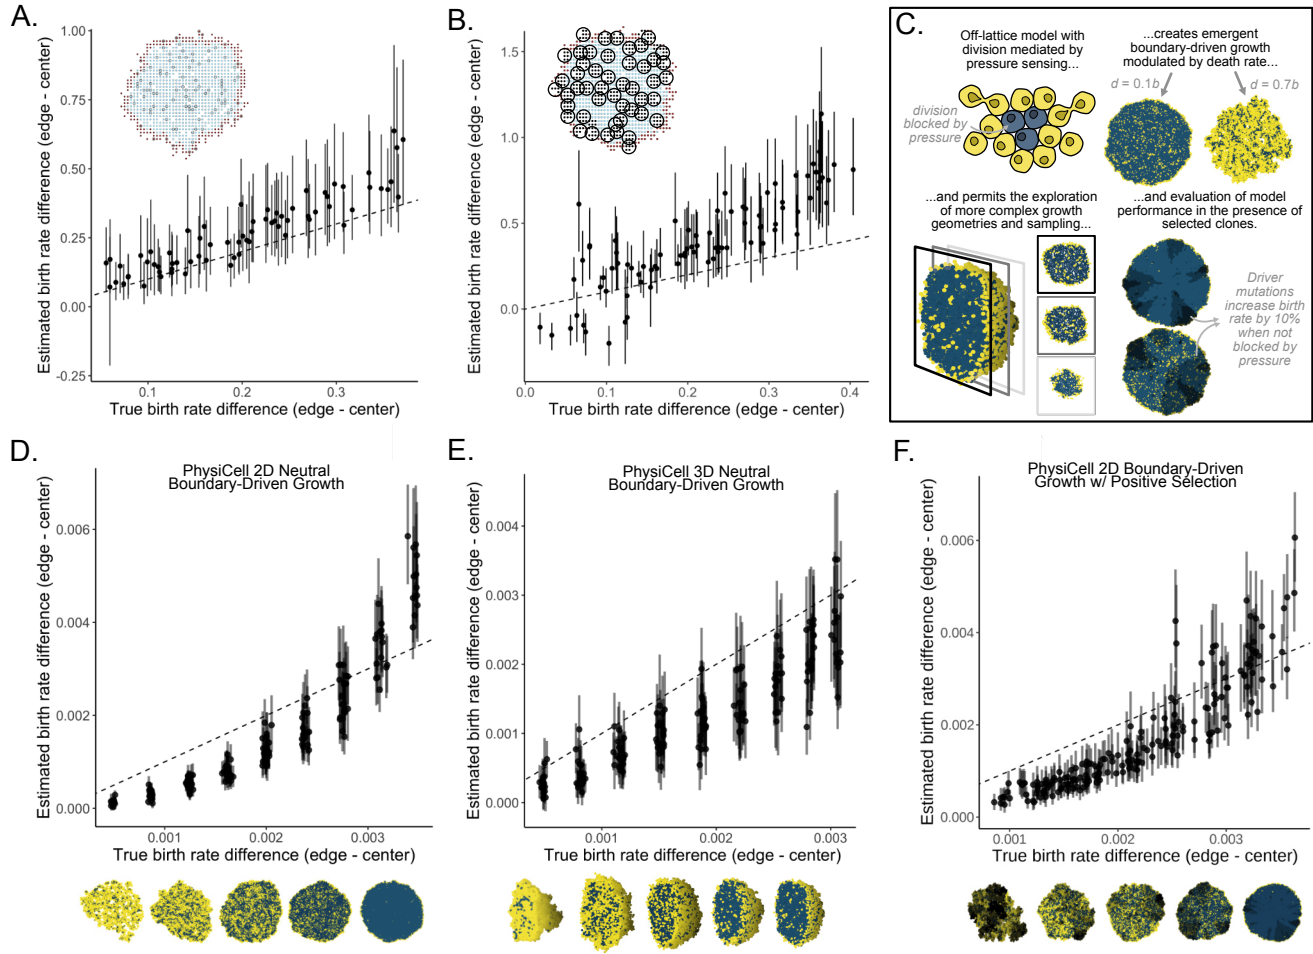 A.
Estimated birth rate difference (edge - center)
1.00
0.75
0.50
0.25
0.00
-0.25
0.1
0.2
0.3
True birth rate difference (edge - center)
B.
Estimated birth rate difference (edge - center)
1.5
1.0
0.5
0.0
0.0
0.1
0.2
0.3
0.4
True birth rate difference (edge - center)
C.
Off-lattice model with
division mediated by
pressure sensing...
division
blocked by
pressure
...creates emergent
boundary-driven growth
modulated by death rate...
d = 0.1b
d = 0.7b
...and permits the exploration
of more complex growth
geometries and sampling...
...and evaluation of model
performance in the presence of
selected clones.
Driver
mutations
increase birth
rate by 10%
when not
blocked by
pressure
D.
PhysiCell 2D Neutral
Boundary-Driven Growth
Estimated birth rate difference (edge - center)
0.006
0.004
0.002
0.000
0.001
0.002
0.003
True birth rate difference (edge - center)
E.
PhysiCell 3D Neutral
Boundary-Driven Growth
Estimated birth rate difference (edge - center)
0.004
0.003
0.002
0.001
0.000
0.001
0.002
0.003
True birth rate difference (edge - center)
F.
PhysiCell 2D Boundary-Driven
Growth w/ Positive Selection
Estimated birth rate difference (edge - center)
0.006
0.004
0.002
0.000
0.001
0.002
0.003
True birth rate difference (edge - center)